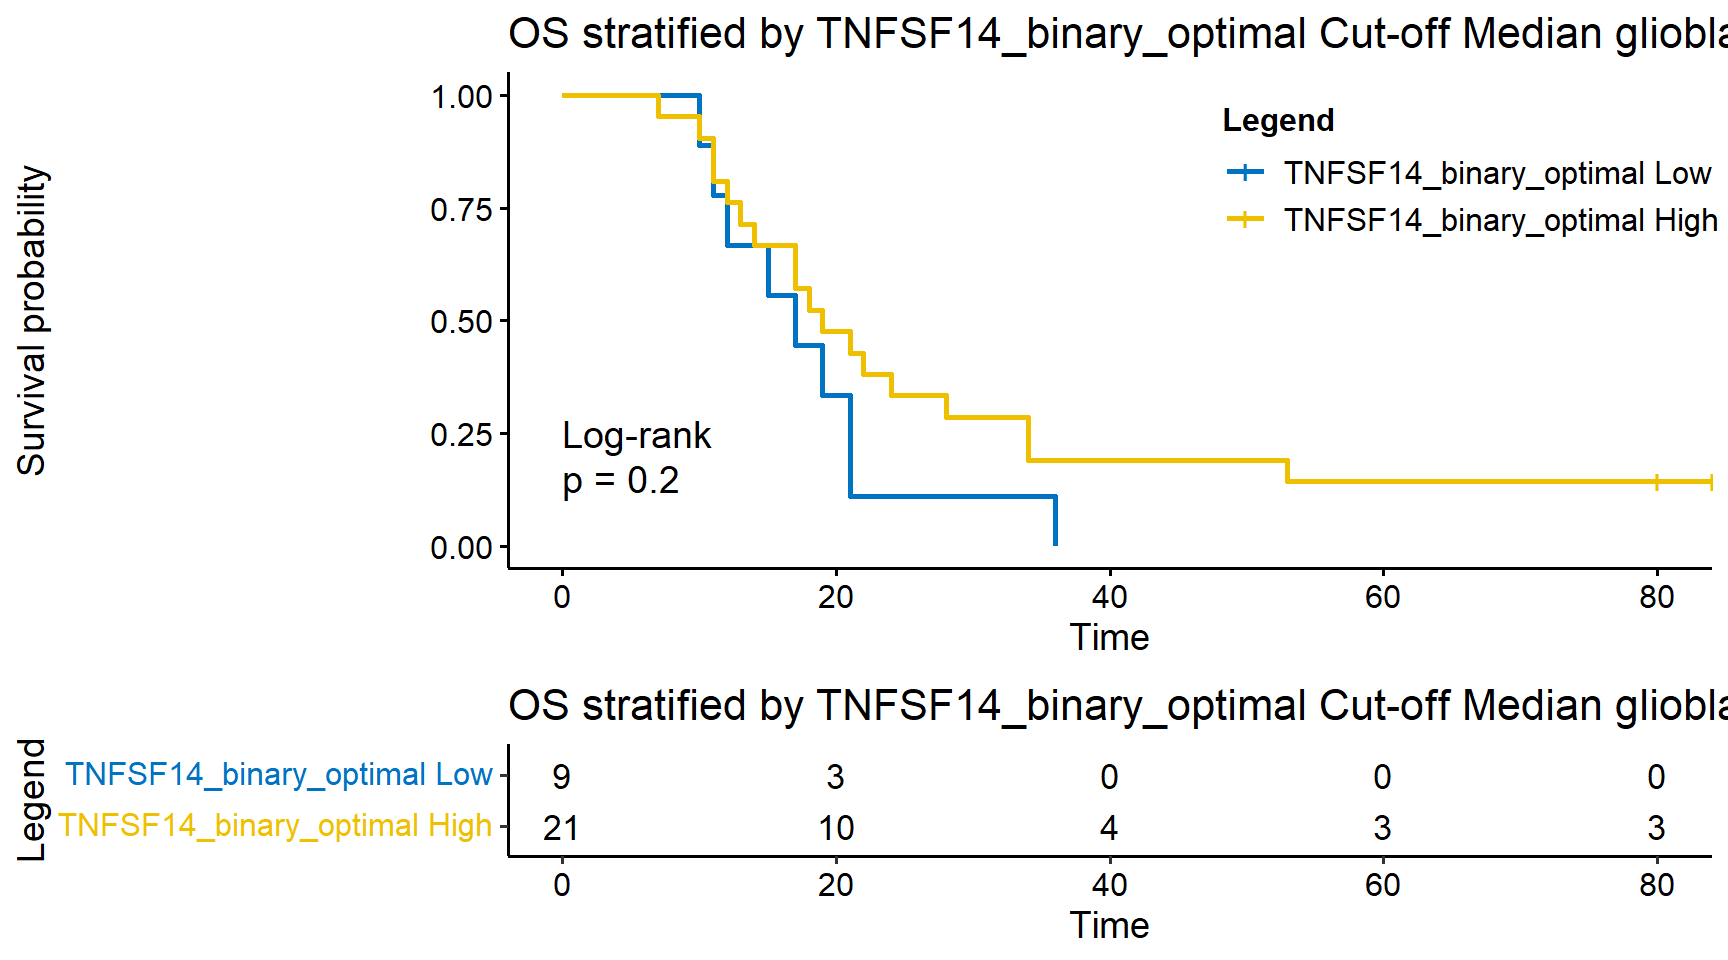 OS stratified by TNFSF14_binary_optimal Cut-off Median
Survival probability
1.00
0.75
0.50
0.25
0.00
Legend
TNFSF14_binary_optimal Low
TNFSF14_binary_optimal High
Log-rank
p = 0.2
0 20 40 60 80
Time
OS stratified by TNFSF14_binary_optimal Cut-off Median
Legend
TNFSF14_binary_optimal Low 9 3 0 0 0
TNFSF14_binary_optimal High 21 10 4 3 3
0 20 40 60 80
Time